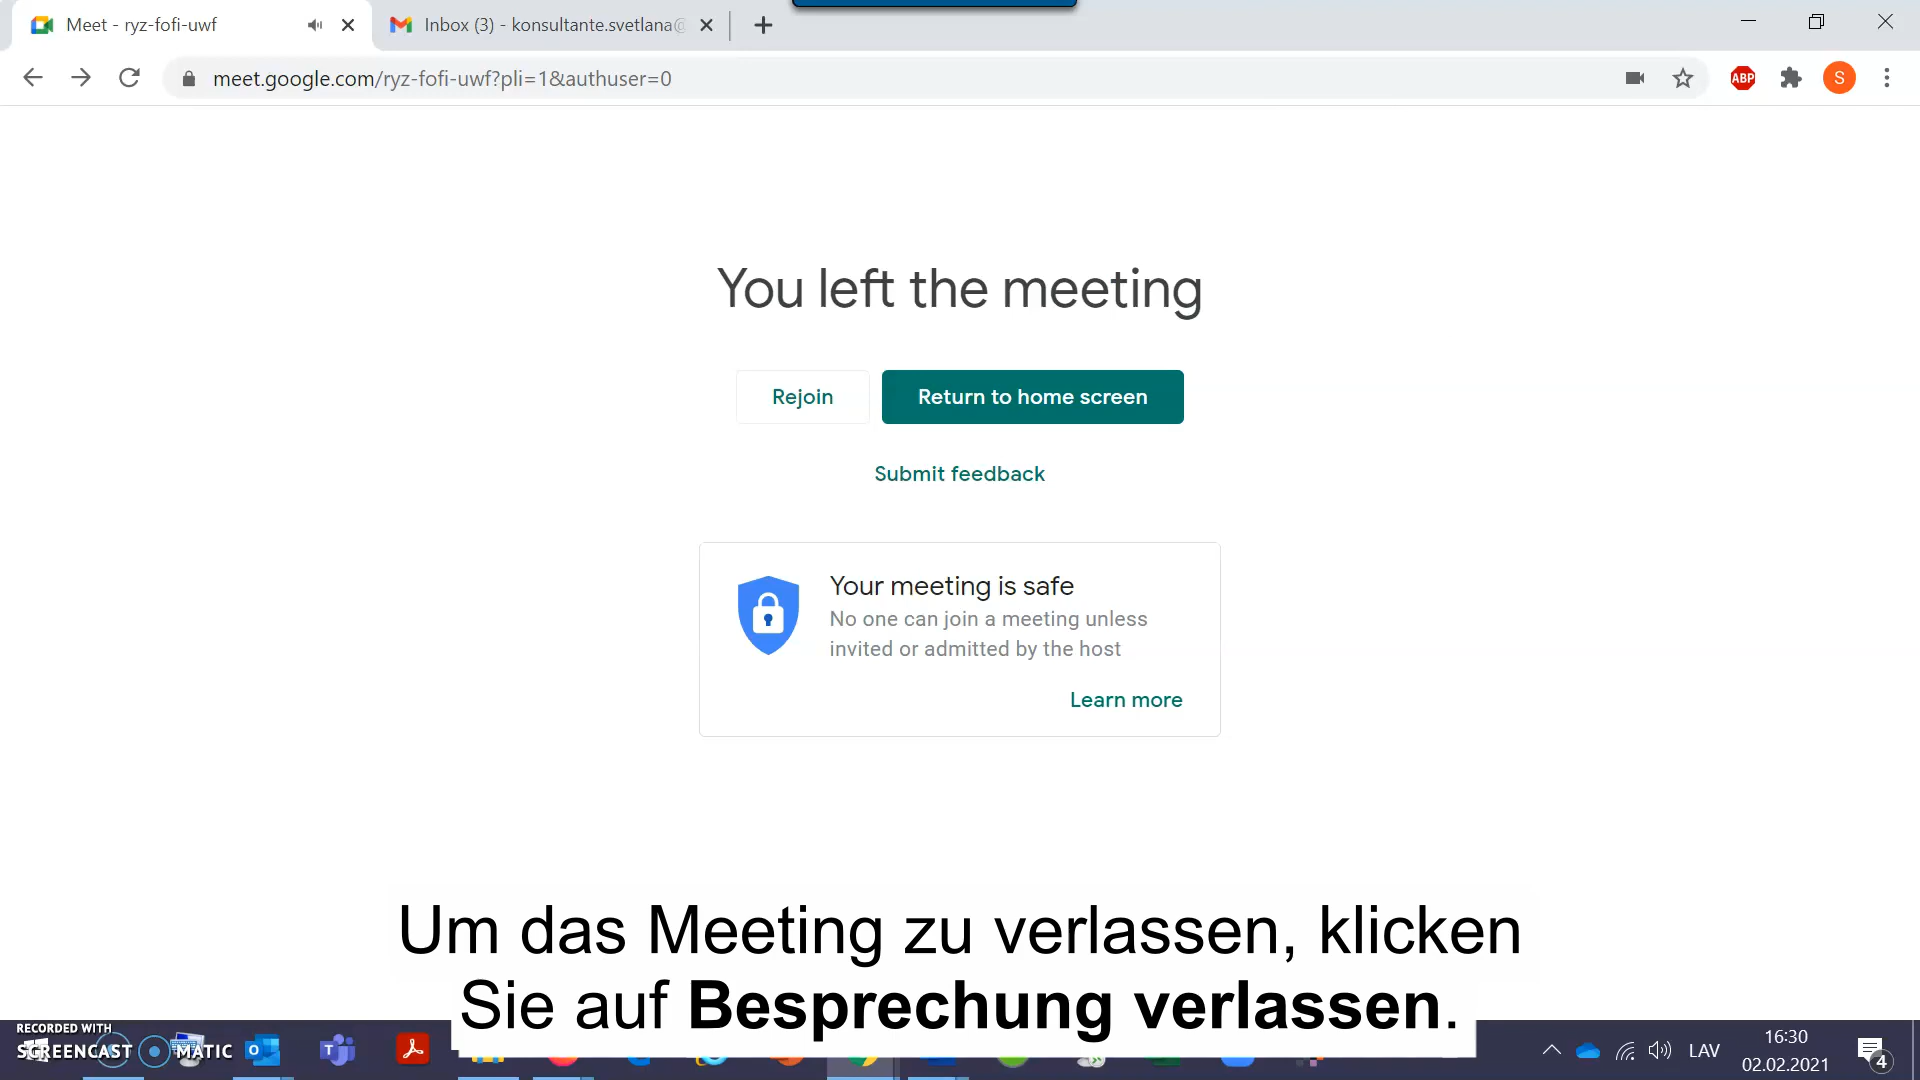 Meet - ryz-fofi-uwf
Inbox (3) - konsultante.svetlana@
meet.google.com/ryz-fofi-uwf?pli=1&authuser=0
ABP
S
You left the meeting
Rejoin
Return to home screen
Submit feedback
Your meeting is safe
No one can join a meeting unless
invited or admitted by the host
Learn more
Um das Meeting zu verlassen, klicken
Sie auf Besprechung verlassen.
RECORDED WITH
SCREENCAST MATIC
LAV
16:30
02.02.2021
4